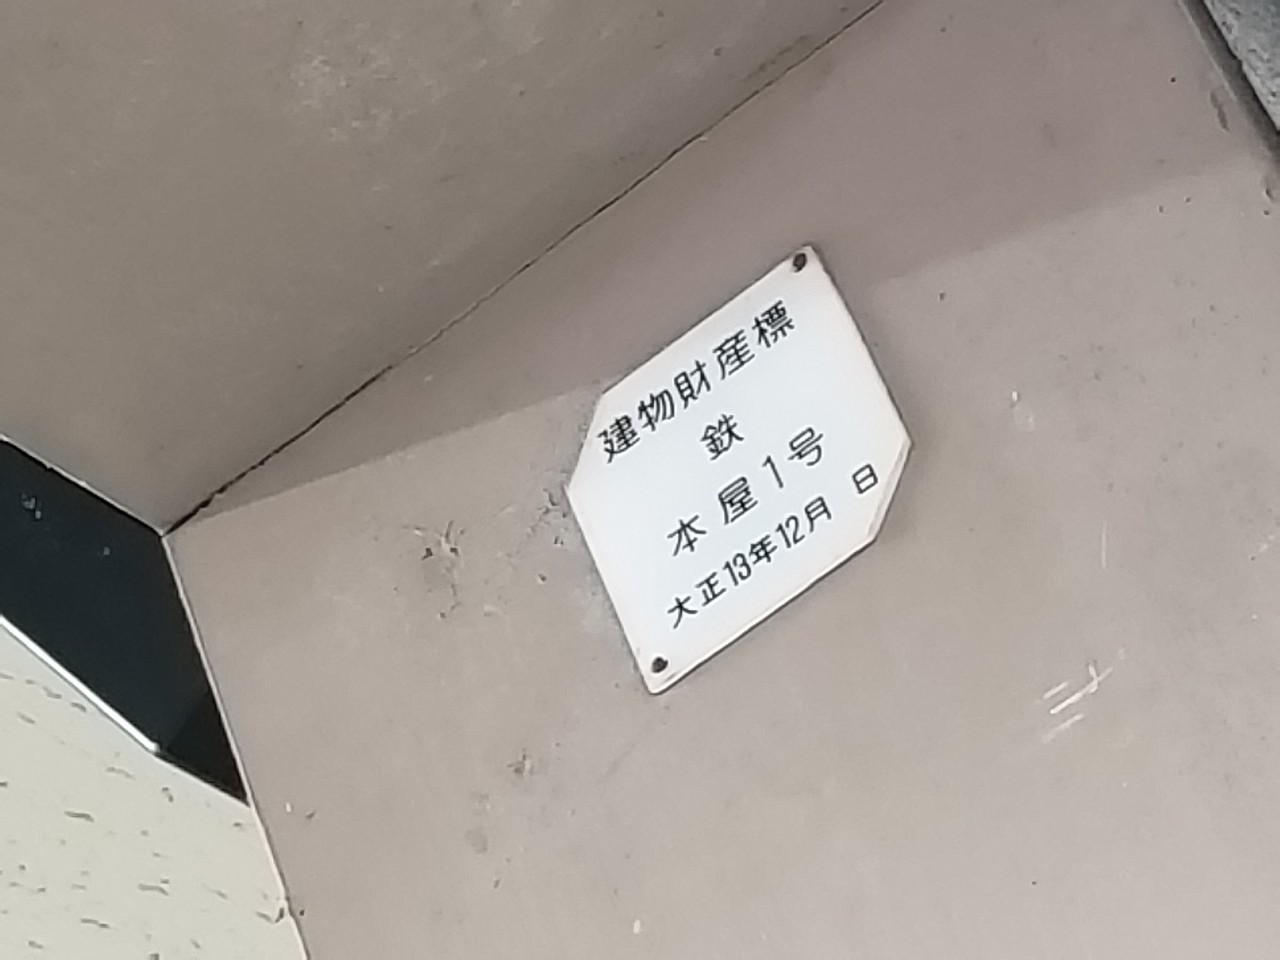 建物財産標
鉄
本屋1号
大正13年12月 日